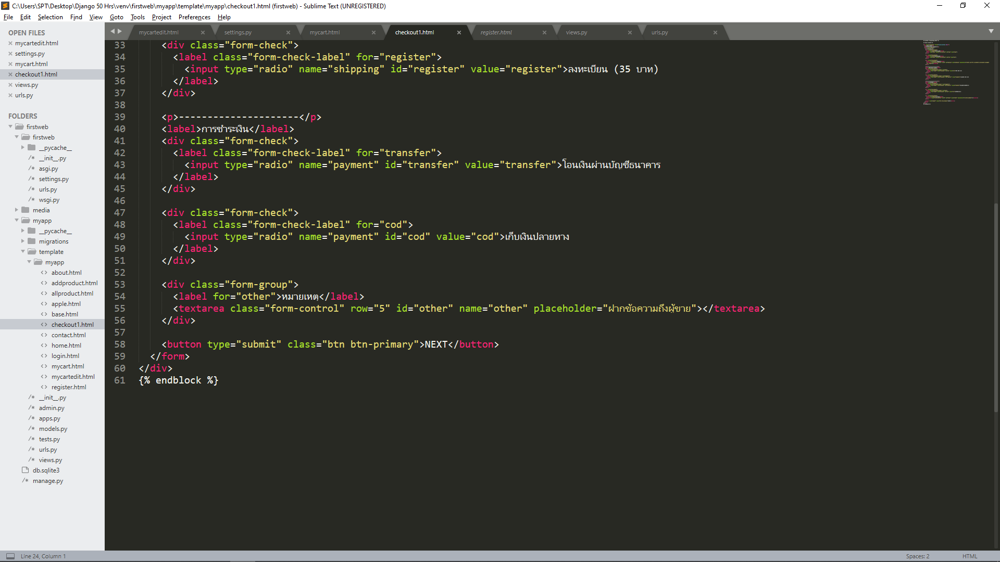 C:\Users\SPT\Desktop\Django 50 Hrs\venv\firstweb\myapp\template\myapp\checkout1.html (firstweb) - Sublime Text (UNREGISTERED)
File Edit Selection Find View Goto Tools Project Preferences Help
OPEN FILES
mycartedit.html
settings.py
mycart.html
checkout1.html
views.py
urls.py
FOLDERS
firstweb
firstweb
__pycache__
__init__.py
asgi.py
settings.py
urls.py
wsgi.py
media
myapp
__pycache__
migrations
template
myapp
about.html
addproduct.html
allproduct.html
apple.html
base.html
checkout1.html
contact.html
home.html
login.html
mycart.html
mycartedit.html
register.html
__init__.py
admin.py
apps.py
models.py
tests.py
urls.py
views.py
db.sqlite3
manage.py
mycartedit.html settings.py mycart.html checkout1.html register.html views.py urls.py
33 <div class="form-check">
34 <label class="form-check-label" for="register">
35 <input type="radio" name="shipping" id="register" value="register">ลงทะเบียน (35 บาท)
36 </label>
37 </div>
38
39 <p>---------------------</p>
40 <label>การชำระเงิน</label>
41 <div class="form-check">
42 <label class="form-check-label" for="transfer">
43 <input type="radio" name="payment" id="transfer" value="transfer">โอนเงินผ่านบัญชีธนาคาร
44 </label>
45 </div>
46
47 <div class="form-check">
48 <label class="form-check-label" for="cod">
49 <input type="radio" name="payment" id="cod" value="cod">เก็บเงินปลายทาง
50 </label>
51 </div>
52
53 <div class="form-group">
54 <label for="other">หมายเหตุ</label>
55 <textarea class="form-control" row="5" id="other" name="other" placeholder="ฝากข้อความถึงผู้ขาย"></textarea>
56 </div>
57
58 <button type="submit" class="btn btn-primary">NEXT</button>
59 </form>
60 </div>
61 {% endblock %}
Line 24, Column 1
Spaces: 2
HTML